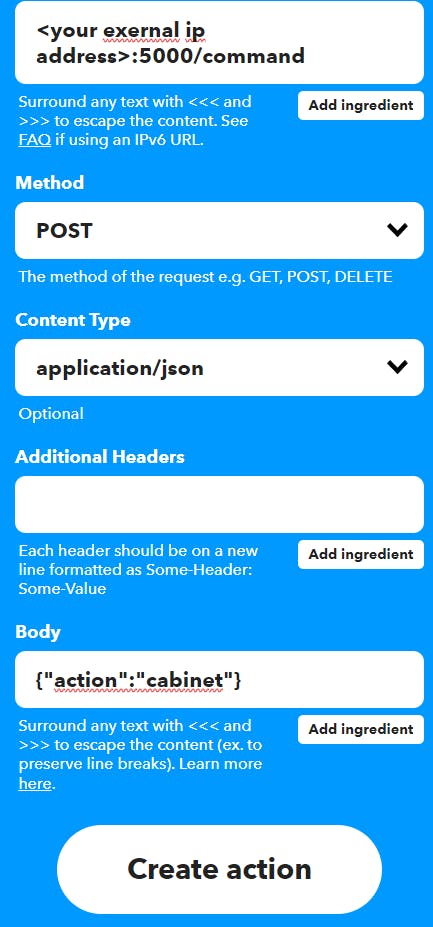 <your exernal ip
address>:5000/command
Surround any text with <<< and
>>> to escape the content. See
FAQ if using an IPv6 URL.
Add ingredient
Method
POST
The method of the request e.g. GET, POST, DELETE
Content Type
application/json
Optional
Additional Headers
Each header should be on a new
line formatted as Some-Header:
Some-Value
Add ingredient
Body
{"action":"cabinet"}
Surround any text with <<< and
>>> to escape the content (ex. to
preserve line breaks). Learn more
here.
Add ingredient
Create action